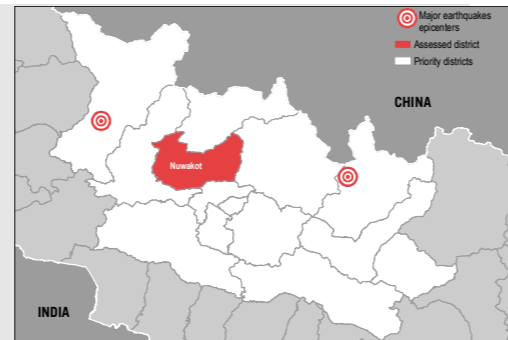 Major earthquakes
epicenters
Assessed district
Priority districts
CHINA
Nuwakot
INDIA